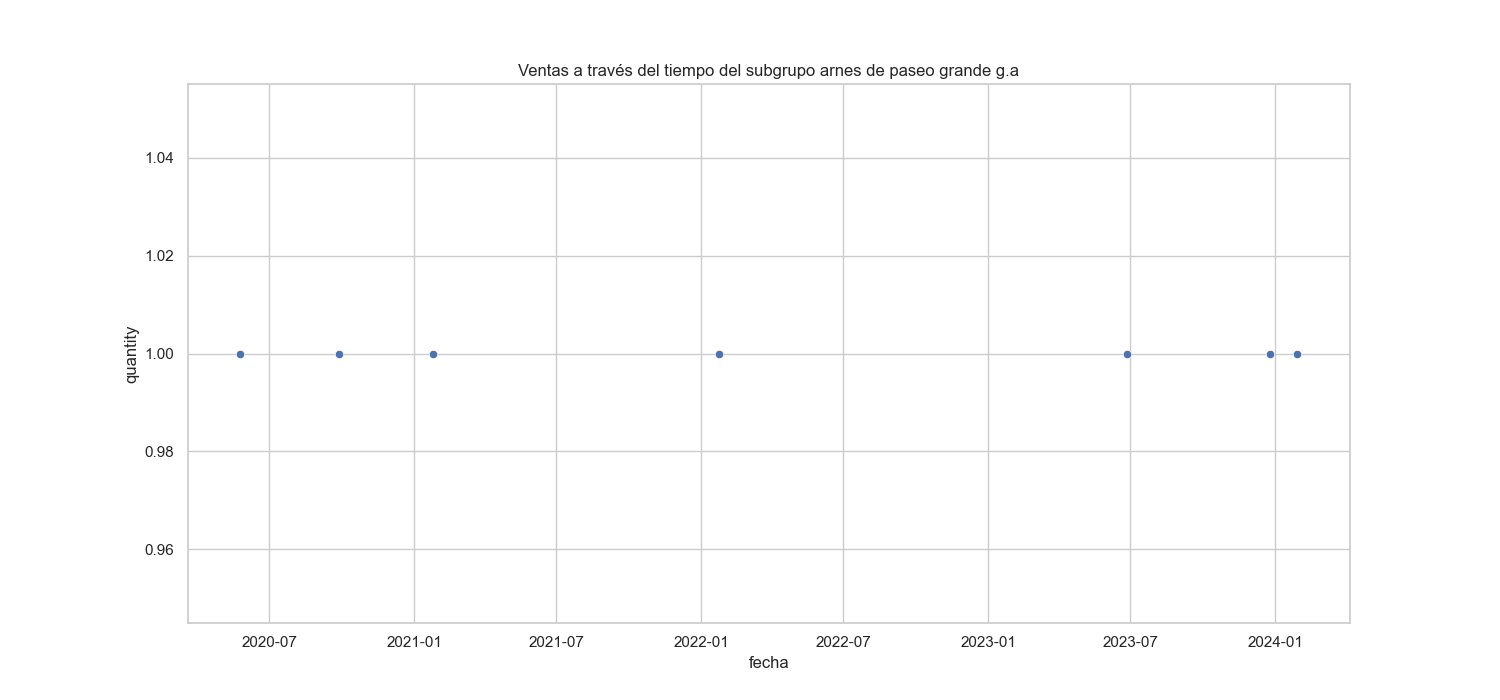 Ventas a través del tiempo del subgrupo arnes de paseo grande g.a
1.04
1.02
1.00
0.98
0.96
quantity
2020-07 2021-01 2021-07 2022-01 2022-07 2023-01 2023-07 2024-01
fecha